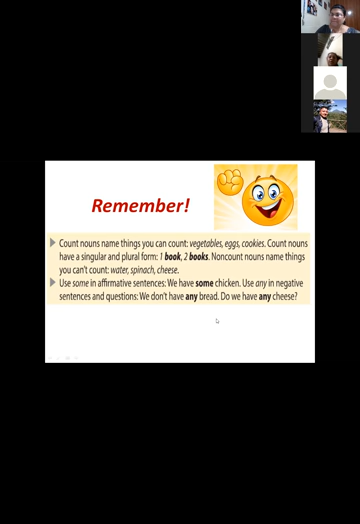 Remember!
Count nouns name things you can count: vegetables, eggs, cookies. Count nouns
have a singular and plural form: 1 book, 2 books. Noncount nouns name things
you can't count: water, spinach, cheese.
Use some in affirmative sentences: We have some chicken. Use any in negative
sentences and questions: We don't have any bread. Do we have any cheese?